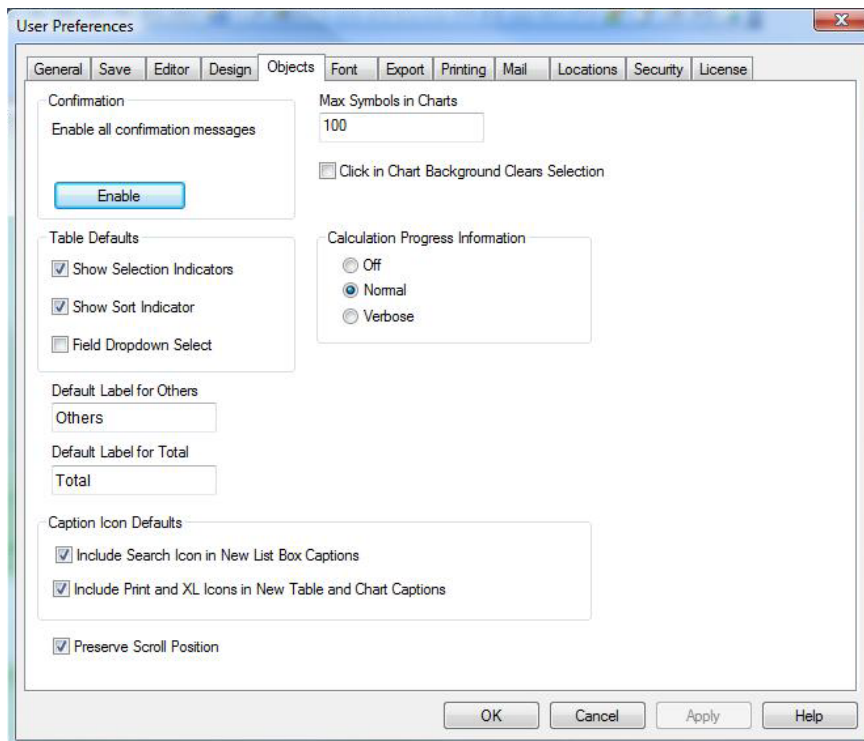 User Preferences
General Save Editor Design Objects Font Export Printing Mail Locations Security License
Confirmation
Enable all confirmation messages
Enable
Max Symbols in Charts
100
Click in Chart Background Clears Selection
Table Defaults
Show Selection Indicators
Show Sort Indicator
Field Dropdown Select
Calculation Progress Information
Off
Normal
Verbose
Default Label for Others
Others
Default Label for Total
Total
Caption Icon Defaults
Include Search Icon in New List Box Captions
Include Print and XL Icons in New Table and Chart Captions
Preserve Scroll Position
OK Cancel Apply Help